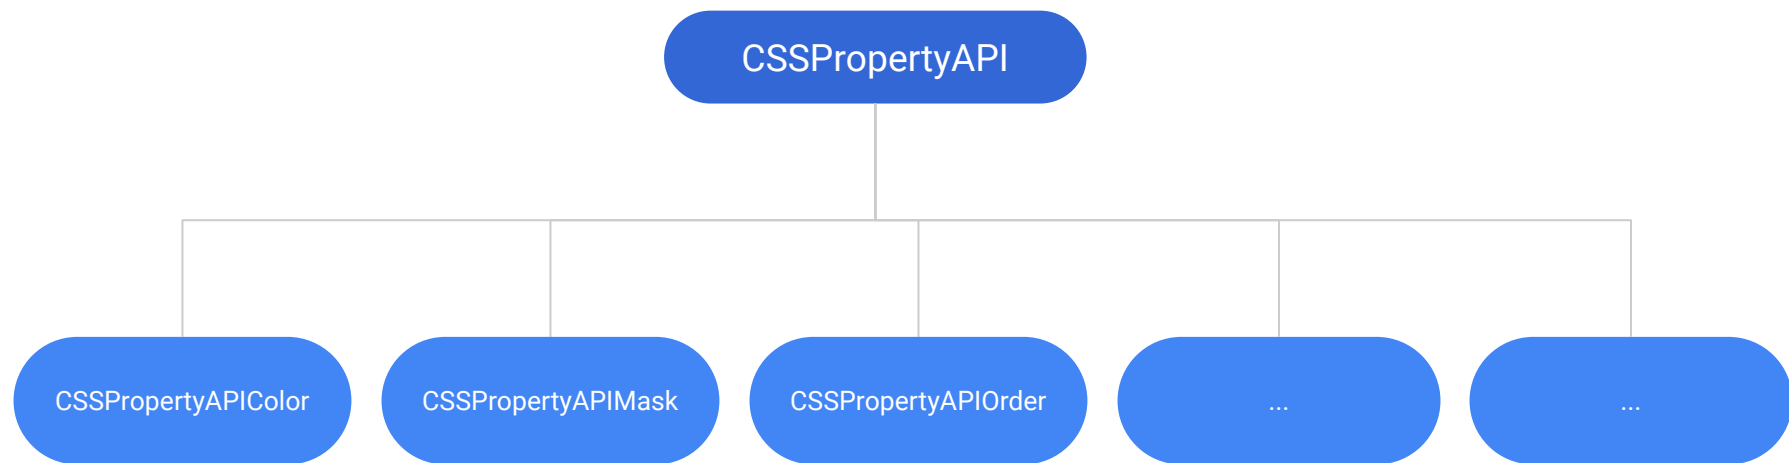 CSSPropertyAPI
CSSPropertyAPIColor
CSSPropertyAPIMask
CSSPropertyAPIOrder
...
...